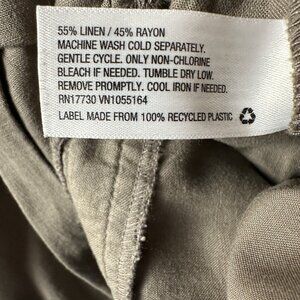 55% LINEN / 45% RAYON
MACHINE WASH COLD SEPARATELY.
GENTLE CYCLE. ONLY NON-CHLORINE
BLEACH IF NEEDED. TUMBLE DRY LOW.
REMOVE PROMPTLY. COOL IRON IF NEEDED.
RN17730 VN1055164
LABEL MADE FROM 100% RECYCLED PLASTIC